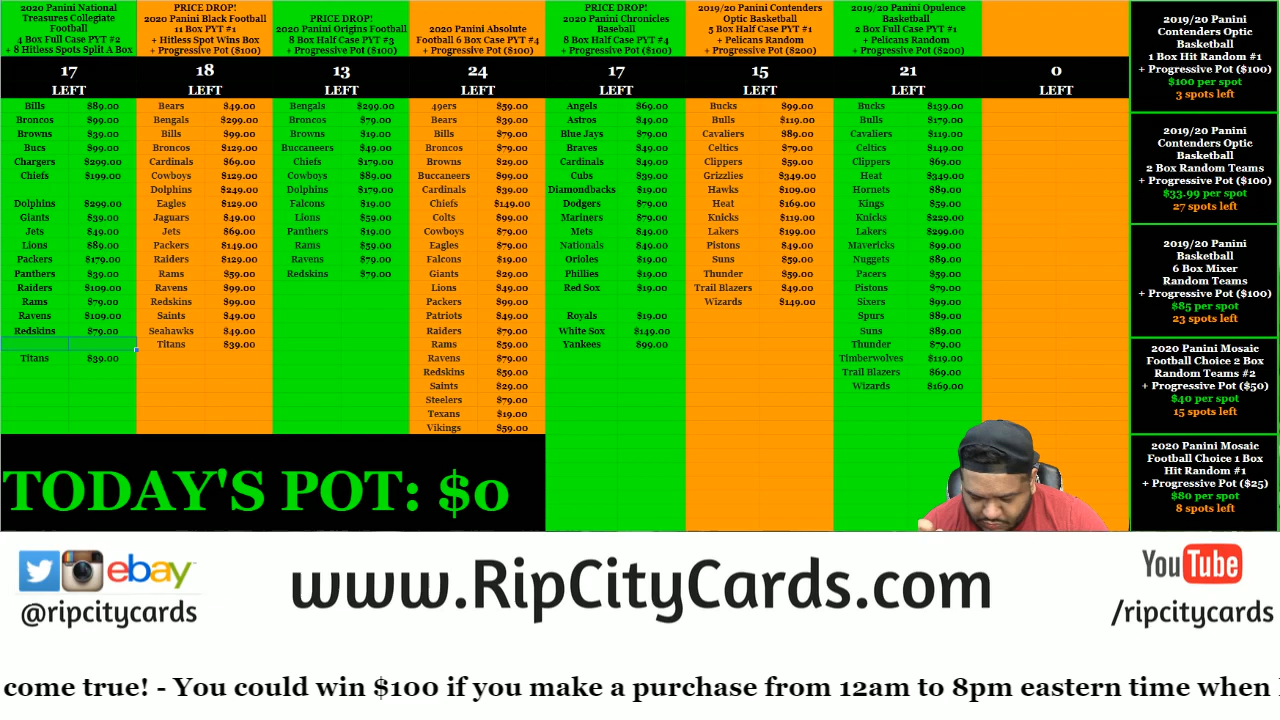 2020 Panini National
Treasures Collegiate
Football
4 Box Full Case PYT #2
+ 8 Hitless Spots Split A Box
17
LEFT
Bills $89.00
Broncos $99.00
Browns $39.00
Bucs $99.00
Chargers $299.00
Chiefs $199.00
Dolphins $299.00
Giants $39.00
Jets $49.00
Lions $89.00
Packers $179.00
Panthers $39.00
Raiders $109.00
Rams $79.00
Ravens $109.00
Redskins $79.00
Titans $39.00
PRICE DROP!
2020 Panini Black Football
11 Box PYT #1
+ Hitless Spot Wins Box
+ Progressive Pot ($100)
18
LEFT
Bears $49.00
Bengals $299.00
Bills $99.00
Broncos $129.00
Cardinals $69.00
Cowboys $129.00
Dolphins $249.00
Eagles $129.00
Jaguars $49.00
Jets $69.00
Packers $149.00
Raiders $129.00
Rams $59.00
Ravens $99.00
Redskins $99.00
Saints $49.00
Seahawks $49.00
Titans $39.00
PRICE DROP!
2020 Panini Origins Football
8 Box Half Case PYT #3
+ Progressive Pot ($100)
13
LEFT
Bengals $299.00
Broncos $79.00
Browns $19.00
Buccaneers $49.00
Chiefs $179.00
Cowboys $89.00
Dolphins $179.00
Falcons $19.00
Lions $59.00
Panthers $19.00
Rams $59.00
Ravens $79.00
Redskins $79.00
2020 Panini Absolute
Football 6 Box Case PYT #4
+ Progressive Pot ($100)
24
LEFT
49ers $59.00
Bears $39.00
Bills $79.00
Broncos $79.00
Browns $29.00
Buccaneers $99.00
Cardinals $39.00
Chiefs $149.00
Colts $99.00
Cowboys $79.00
Eagles $79.00
Falcons $19.00
Giants $29.00
Lions $49.00
Packers $99.00
Patriots $49.00
Raiders $79.00
Rams $59.00
Ravens $79.00
Redskins $59.00
Saints $29.00
Steelers $79.00
Texans $19.00
Vikings $59.00
PRICE DROP!
2020 Panini Chronicles
Baseball
8 Box Half Case PYT #4
+ Progressive Pot ($100)
17
LEFT
Angels $69.00
Astros $49.00
Blue Jays $79.00
Braves $49.00
Cardinals $49.00
Cubs $39.00
Diamondbacks $19.00
Dodgers $79.00
Mariners $79.00
Mets $49.00
Nationals $49.00
Orioles $19.00
Phillies $19.00
Red Sox $19.00
Royals $19.00
White Sox $149.00
Yankees $99.00
2019/20 Panini Contenders
Optic Basketball
5 Box Half Case PYT #1
+ Pelicans Random
+ Progressive Pot ($200)
15
LEFT
Bucks $99.00
Bulls $119.00
Cavaliers $89.00
Celtics $79.00
Clippers $59.00
Grizzlies $349.00
Hawks $109.00
Heat $169.00
Knicks $119.00
Lakers $199.00
Pistons $49.00
Suns $59.00
Thunder $59.00
Trail Blazers $49.00
Wizards $149.00
2019/20 Panini Opulence
Basketball
2 Box Full Case PYT #1
+ Pelicans Random
+ Progressive Pot ($200)
21
LEFT
Bucks $139.00
Bulls $179.00
Cavaliers $119.00
Celtics $149.00
Clippers $69.00
Heat $349.00
Hornets $89.00
Kings $59.00
Knicks $229.00
Lakers $299.00
Mavericks $99.00
Nuggets $89.00
Pacers $59.00
Pistons $79.00
Sixers $99.00
Spurs $89.00
Suns $89.00
Thunder $79.00
Timberwolves $119.00
Trail Blazers $69.00
Wizards $169.00
0
LEFT
2019/20 Panini
Contenders Optic
Basketball
1 Box Hit Random #1
+ Progressive Pot ($100)
$100 per spot
3 spots left
2019/20 Panini
Contenders Optic
Basketball
2 Box Random Teams
+ Progressive Pot ($100)
$33.99 per spot
27 spots left
2019/20 Panini
Basketball
6 Box Mixer
Random Teams
+ Progressive Pot ($100)
$85 per spot
23 spots left
2020 Panini Mosaic
Football Choice 2 Box
Random Teams #2
+ Progressive Pot ($50)
$40 per spot
15 spots left
2020 Panini Mosaic
Football Choice 1 Box
Hit Random #1
+ Progressive Pot ($25)
$80 per spot
8 spots left
TODAY'S POT: $0
ebay
@ripcitycards
www.RipCityCards.com
YouTube
/ripcitycards
come true! - You could win $100 if you make a purchase from 12am to 8pm eastern time when